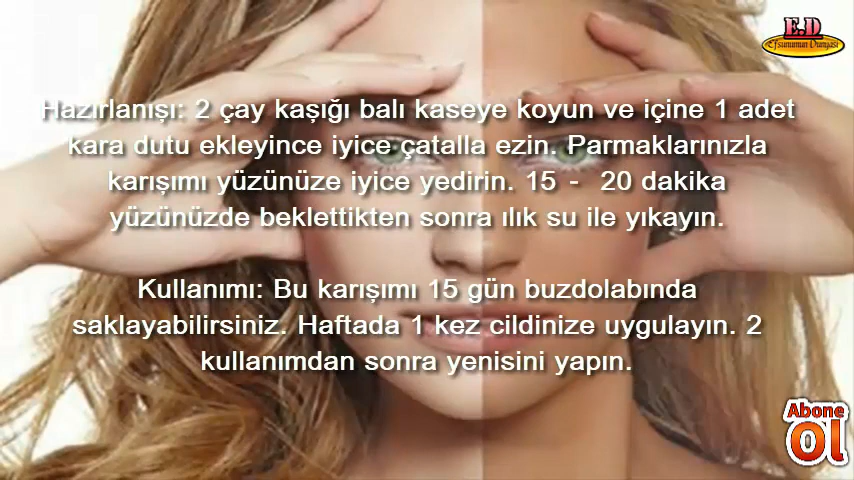 E.D
Efsununun Dunyası
Hazırlanışı: 2 çay kaşığı balı kaseye koyun ve içine 1 adet
kara dutu ekleyince iyice çatalla ezin. Parmaklarınızla
karışımı yüzünüze iyice yedirin. 15 - 20 dakika
yüzünüzde beklettikten sonra ılık su ile yıkayın.
Kullanımı: Bu karışımı 15 gün buzdolabında
saklayabilirsiniz. Haftada 1 kez cildinize uygulayın. 2
kullanımdan sonra yenisini yapın.
Abone
Ol